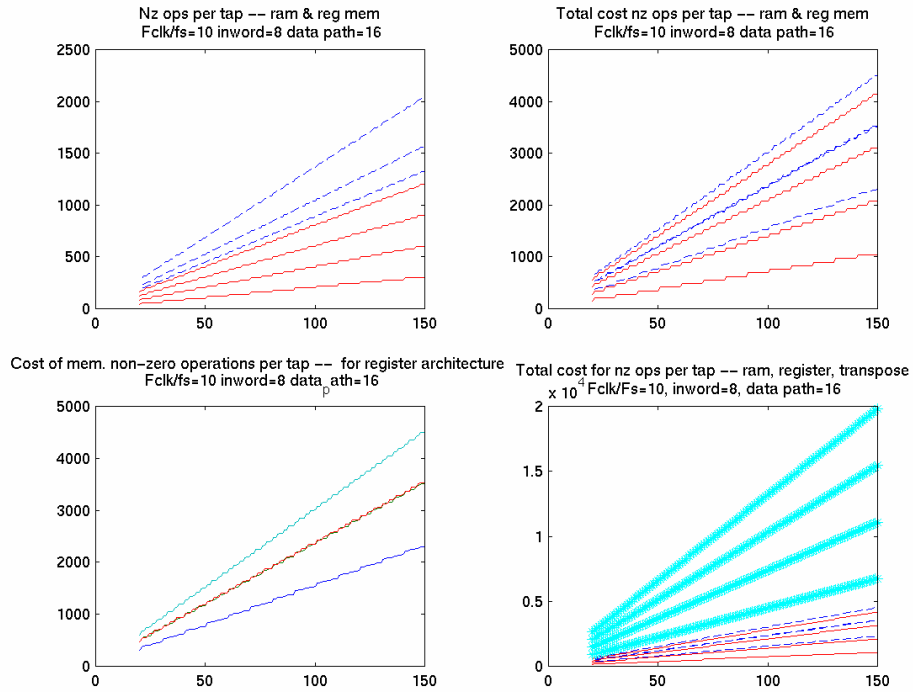 Nz ops per tap -- ram & reg mem
Fclk/fs=10 inword=8 data path=16
2500
2000
1500
1000
500
0
0 50 100 150
Total cost nz ops per tap -- ram & reg mem
Fclk/fs=10 inword=8 data path=16
5000
4000
3000
2000
1000
0
0 50 100 150
Cost of mem. non-zero operations per tap -- for register architecture
Fclk/fs=10 inword=8 data path=16
5000
4000
3000
2000
1000
0
0 50 100 150
Total cost for nz ops per tap -- ram, register, transpose
x 10^4 Fclk/Fs=10, inword=8, data path=16
2
1.5
1
0.5
0
0 50 100 150